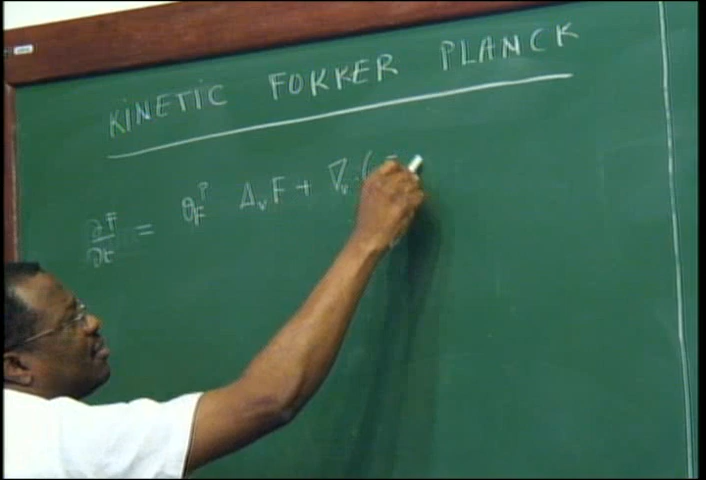 KINETIC FOKKER PLANCK
∂F/∂t = θ_F^p Δ_v F + ∇_v·(